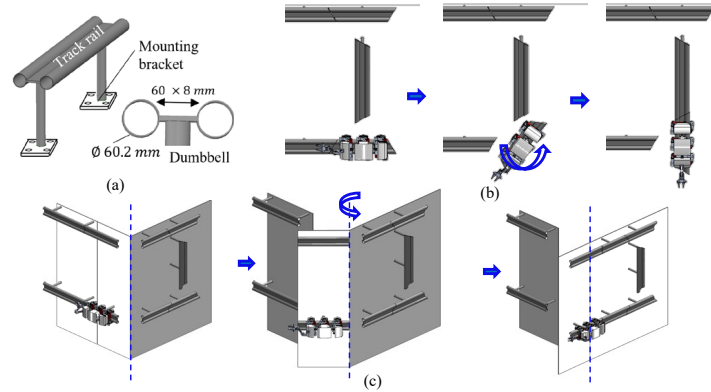 Track rail
Mounting
bracket
60 × 8 mm
Ø 60.2 mm
Dumbbell
(a)
(b)
(c)